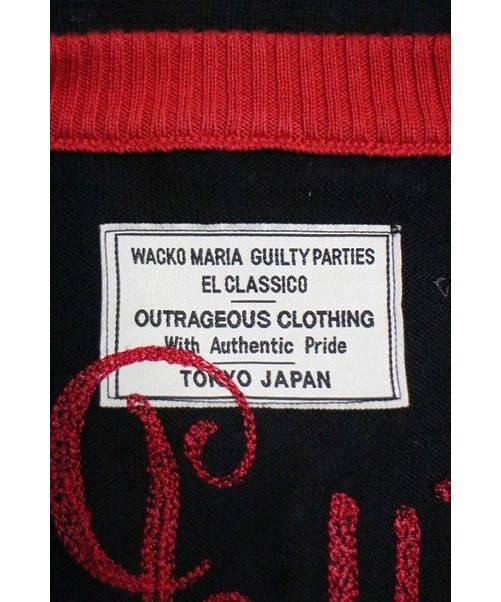 WACKO MARIA GUILTY PARTIES
EL CLASSICO
OUTRAGEOUS CLOTHING
With Authentic Pride
TOKYO JAPAN